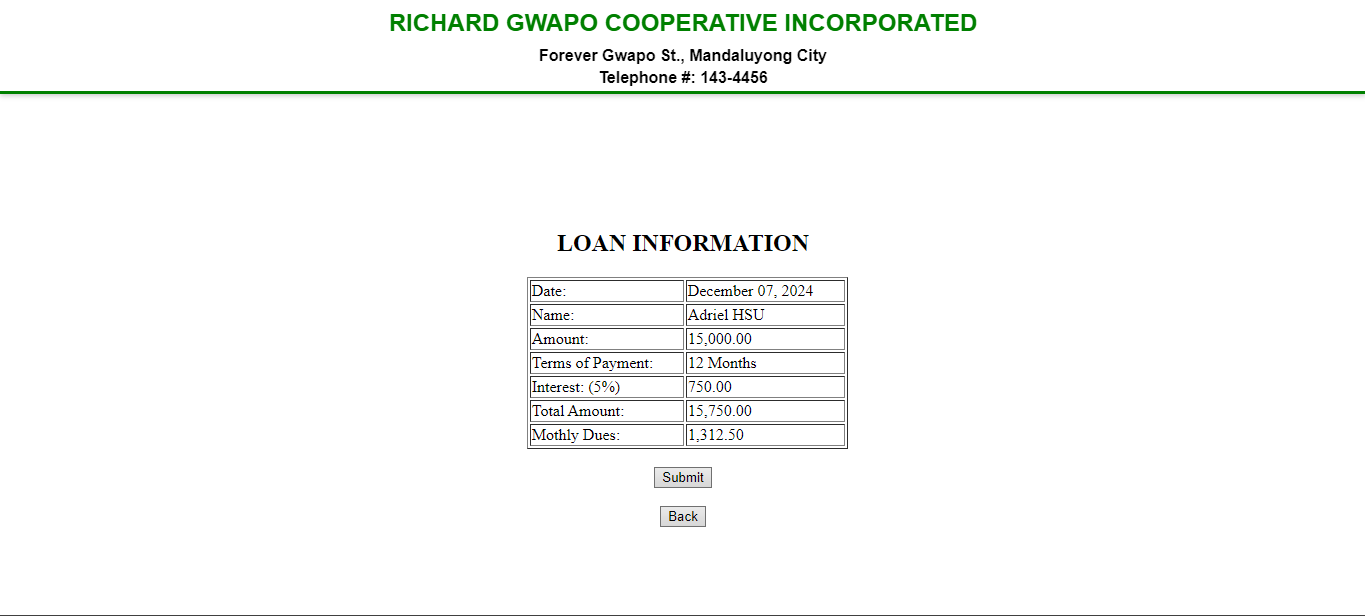 RICHARD GWAPO COOPERATIVE INCORPORATED
Forever Gwapo St., Mandaluyong City
Telephone #: 143-4456
LOAN INFORMATION
Date: December 07, 2024
Name: Adriel HSU
Amount: 15,000.00
Terms of Payment: 12 Months
Interest: (5%) 750.00
Total Amount: 15,750.00
Mothly Dues: 1,312.50
Submit
Back